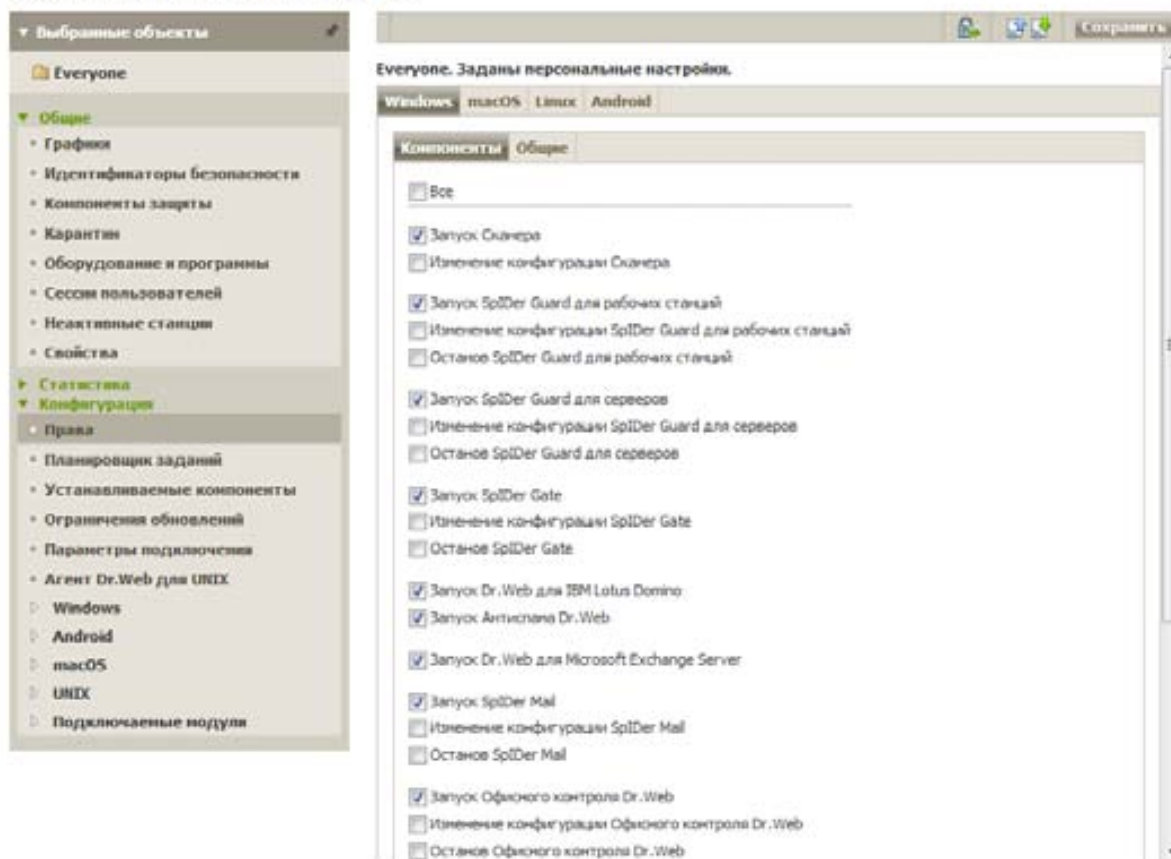 Выбранные объекты
Everyone
Общие
Графики
Идентификаторы безопасности
Компоненты защиты
Карантин
Оборудование и программы
Сессии пользователей
Неактивные станции
Свойства
Статистика
Конфигурация
Права
Планировщик заданий
Устанавливаемые компоненты
Ограничения обновлений
Параметры подключения
Агент Dr.Web для UNIX
Windows
Android
macOS
UNIX
Подключаемые модули
Сохранить
Everyone. Заданы персональные настройки.
Windows macOS Linux Android
Компоненты Общие
Все
Запуск Сканера
Изменение конфигурации Сканера
Запуск SpIDer Guard для рабочих станций
Изменение конфигурации SpIDer Guard для рабочих станций
Останов SpIDer Guard для рабочих станций
Запуск SpIDer Guard для серверов
Изменение конфигурации SpIDer Guard для серверов
Останов SpIDer Guard для серверов
Запуск SpIDer Gate
Изменение конфигурации SpIDer Gate
Останов SpIDer Gate
Запуск Dr.Web для IBM Lotus Domino
Запуск Антиспама Dr.Web
Запуск Dr.Web для Microsoft Exchange Server
Запуск SpIDer Mail
Изменение конфигурации SpIDer Mail
Останов SpIDer Mail
Запуск Офисного контроля Dr.Web
Изменение конфигурации Офисного контроля Dr.Web
Останов Офисного контроля Dr.Web